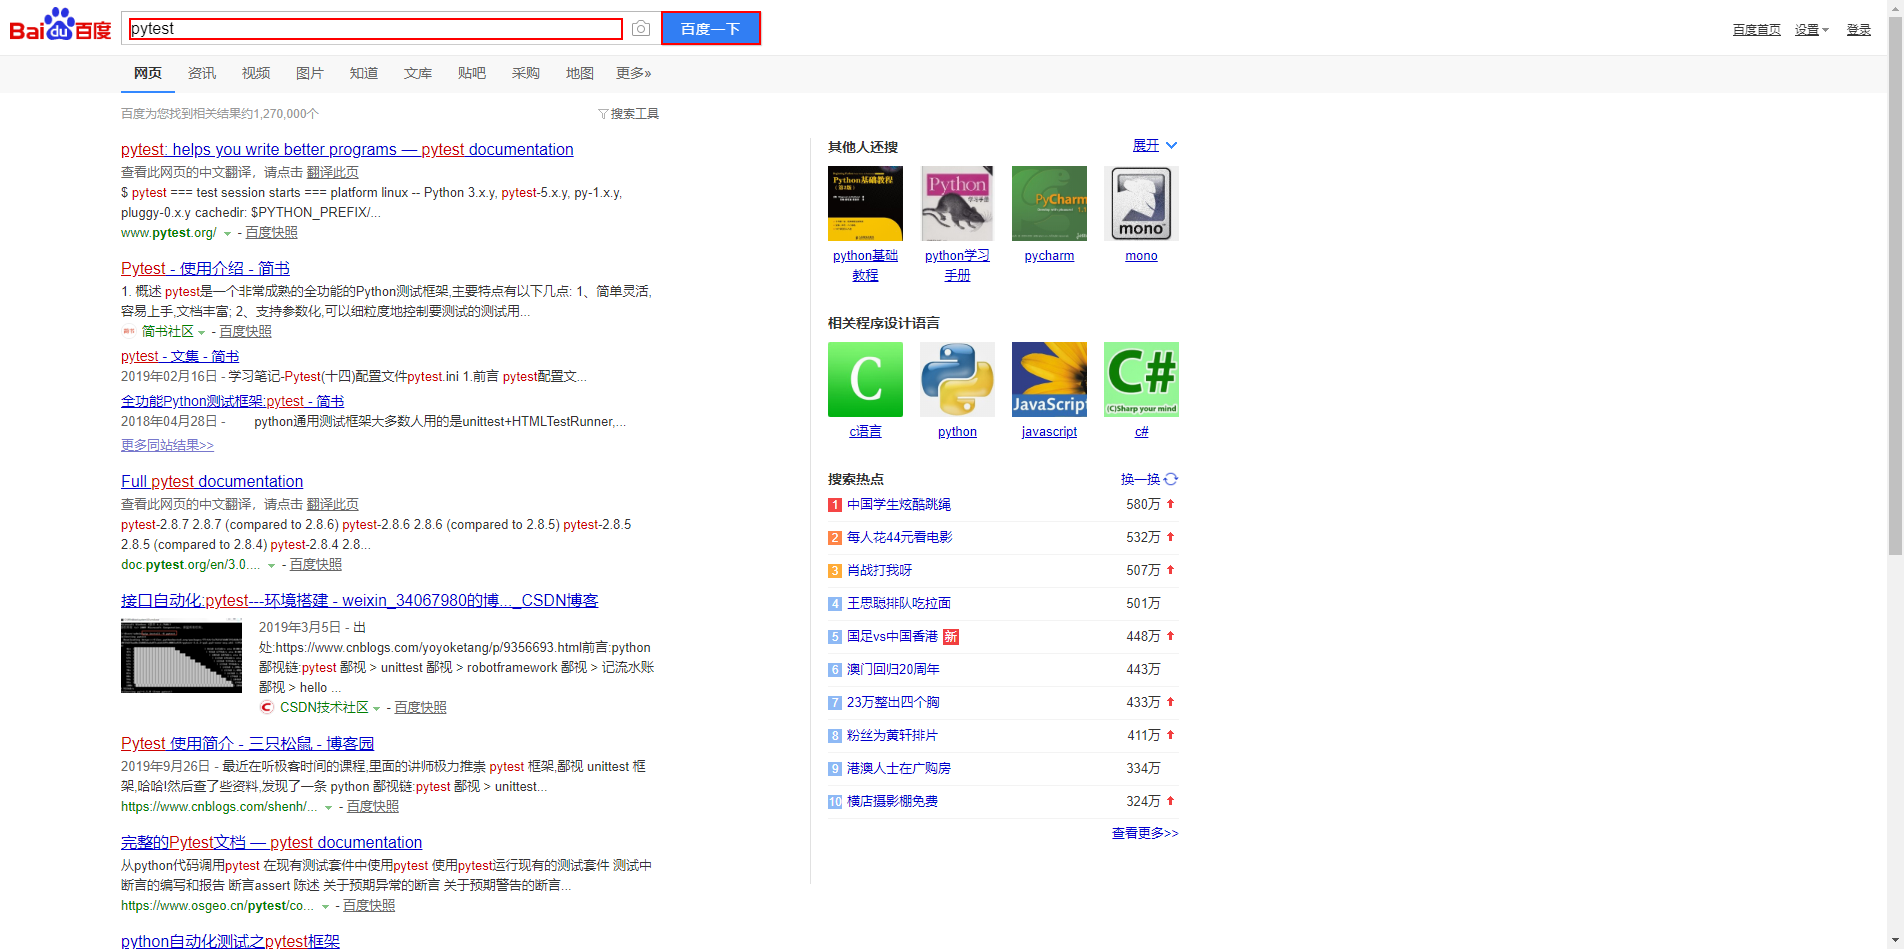 Baidu百度
pytest
百度一下
百度首页 设置 登录
网页 资讯 视频 图片 知道 文库 贴吧 采购 地图 更多»
百度为您找到相关结果约1,270,000个
搜索工具
pytest: helps you write better programs — pytest documentation
查看此网页的中文翻译，请点击 翻译此页
$ pytest === test session starts === platform linux -- Python 3.x.y, pytest-5.x.y, py-1.x.y,
pluggy-0.x.y cachedir: $PYTHON_PREFIX/...
www.pytest.org/ - 百度快照
Pytest - 使用介绍 - 简书
1. 概述 pytest是一个非常成熟的全功能的Python测试框架,主要特点有以下几点: 1、简单灵活,
容易上手,文档丰富; 2、支持参数化,可以细粒度地控制要测试的测试用...
简书 简书社区 - 百度快照
pytest - 文集 - 简书
2019年02月16日 - 学习笔记-Pytest(十四)配置文件pytest.ini 1.前言 pytest配置文...
全功能Python测试框架:pytest - 简书
2018年04月28日 - python通用测试框架大多数人用的是unittest+HTMLTestRunner,...
更多同站结果>>
Full pytest documentation
查看此网页的中文翻译，请点击 翻译此页
pytest-2.8.7 2.8.7 (compared to 2.8.6) pytest-2.8.6 2.8.6 (compared to 2.8.5) pytest-2.8.5
2.8.5 (compared to 2.8.4) pytest-2.8.4 2.8...
doc.pytest.org/en/3.0.... - 百度快照
接口自动化:pytest---环境搭建 - weixin_34067980的博..._CSDN博客
2019年3月5日 - 出
处:https://www.cnblogs.com/yoyoketang/p/9356693.html前言:python
鄙视链:pytest 鄙视 > unittest 鄙视 > robotframework 鄙视 > 记流水账
鄙视 > hello ...
C CSDN技术社区 - 百度快照
Pytest 使用简介 - 三只松鼠 - 博客园
2019年9月26日 - 最近在听极客时间的课程,里面的讲师极力推崇 pytest 框架,鄙视 unittest 框
架,哈哈!然后查了些资料,发现了一条 python 鄙视链:pytest 鄙视 > unittest...
https://www.cnblogs.com/shenh/... - 百度快照
完整的Pytest文档 — pytest documentation
从python代码调用pytest 在现有测试套件中使用pytest 使用pytest运行现有的测试套件 测试中
断言的编写和报告 断言assert 陈述 关于预期异常的断言 关于预期警告的断言...
https://www.osgeo.cn/pytest/co... - 百度快照
python自动化测试之pytest框架
其他人还搜 展开
Python基础教程
Python
学习手册
PyCharm
mono
python基础
教程
python学习
手册
pycharm
mono
相关程序设计语言
C
JavaScript
C#
(C)Sharp your mind
c语言 python javascript c#
搜索热点 换一换
1 中国学生炫酷跳绳 580万
2 每人花44元看电影 532万
3 肖战打我呀 507万
4 王思聪排队吃拉面 501万
5 国足vs中国香港 新 448万
6 澳门回归20周年 443万
7 23万整出四个胸 433万
8 粉丝为黄轩排片 411万
9 港澳人士在广购房 334万
10 横店摄影棚免费 324万
查看更多>>